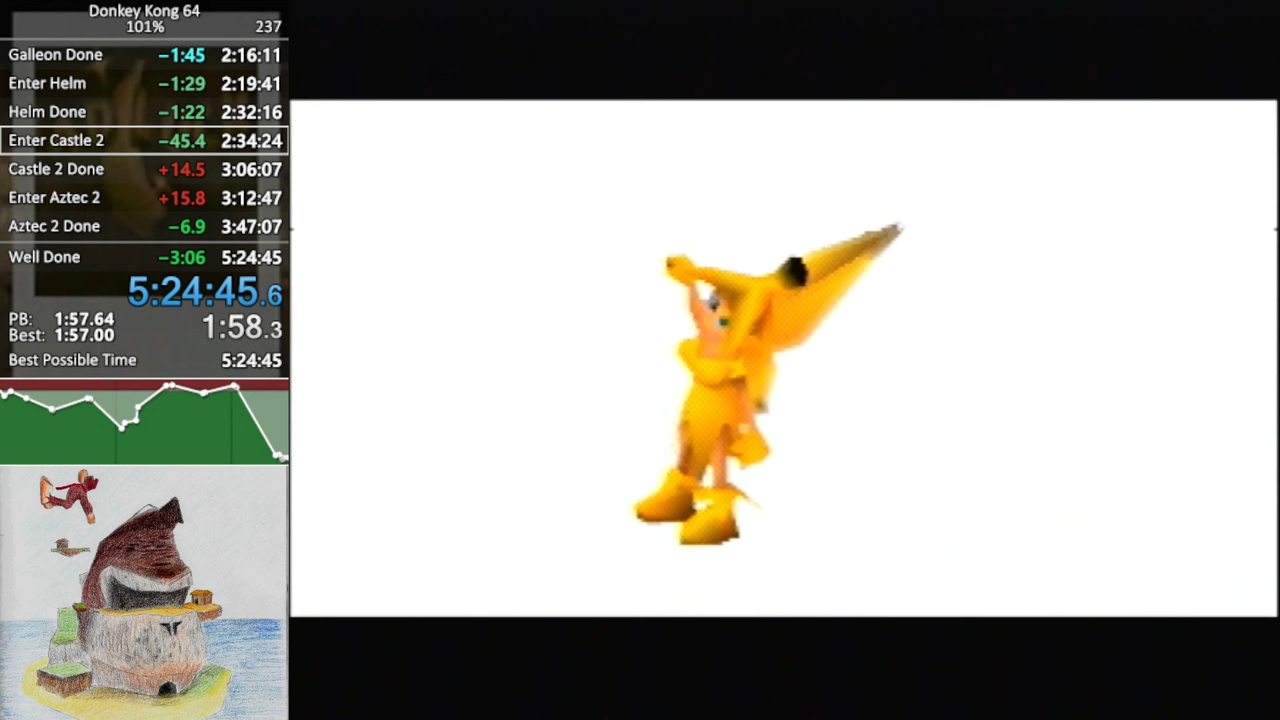 Donkey Kong 64
101% 237
Galleon Done −1:45 2:16:11
Enter Helm −1:29 2:19:41
Helm Done −1:22 2:32:16
Enter Castle 2 −45.4 2:34:24
Castle 2 Done +14.5 3:06:07
Enter Aztec 2 +15.8 3:12:47
Aztec 2 Done −6.9 3:47:07
Well Done −3:06 5:24:45
5:24:45.6
PB: 1:57.64
Best: 1:57.00
1:58.3
Best Possible Time 5:24:45